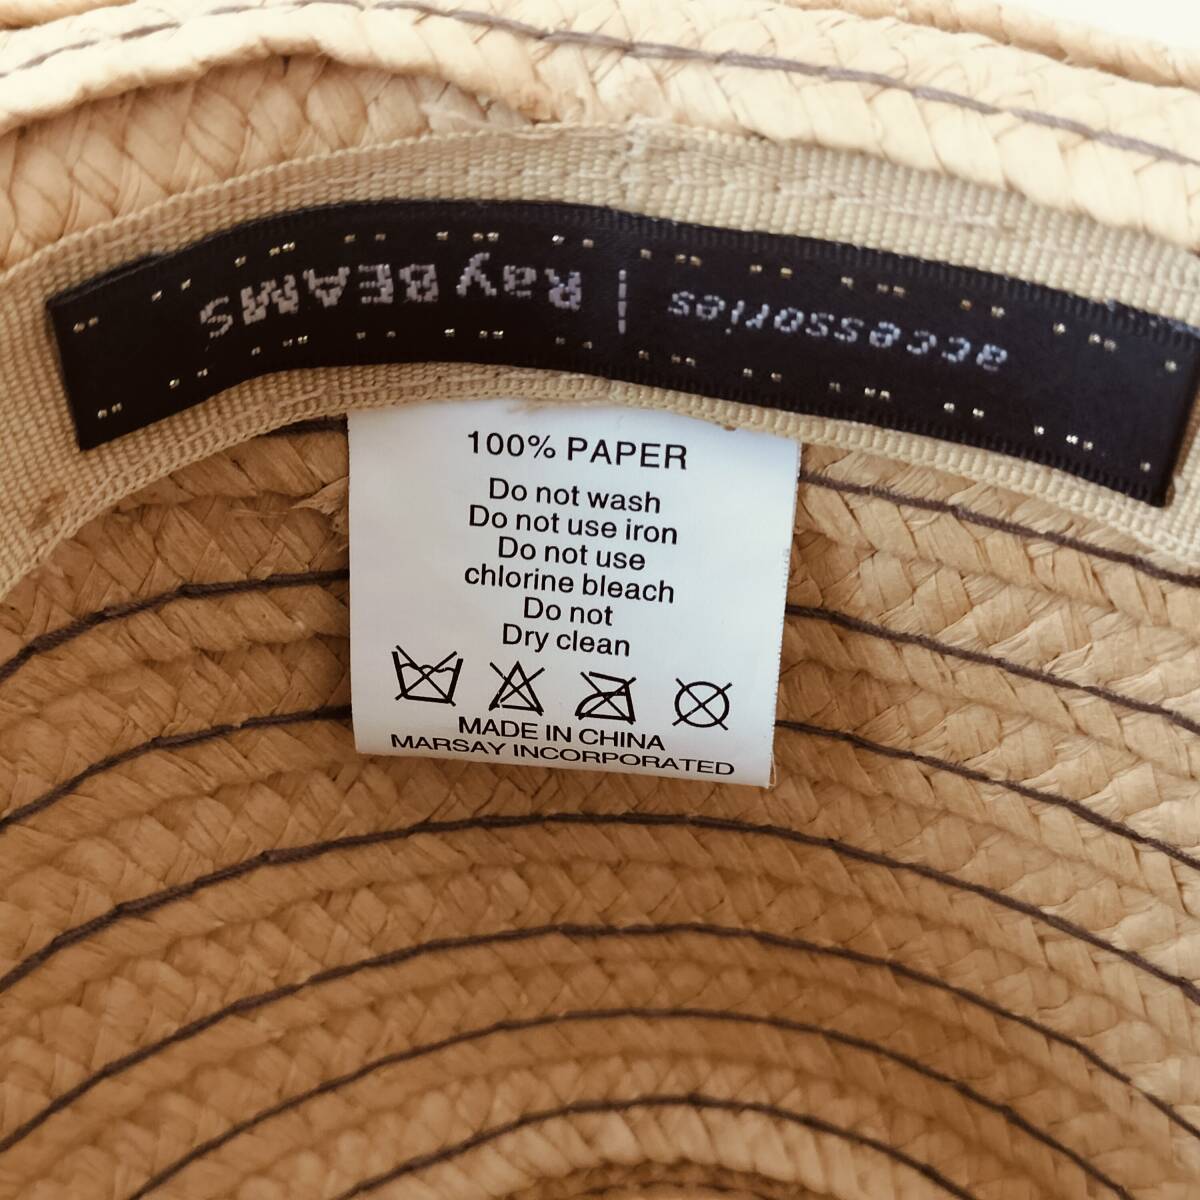 Ray BEAMS | accessories
100% PAPER
Do not wash
Do not use iron
Do not use
chlorine bleach
Do not
Dry clean
MADE IN CHINA
MARSAY INCORPORATED